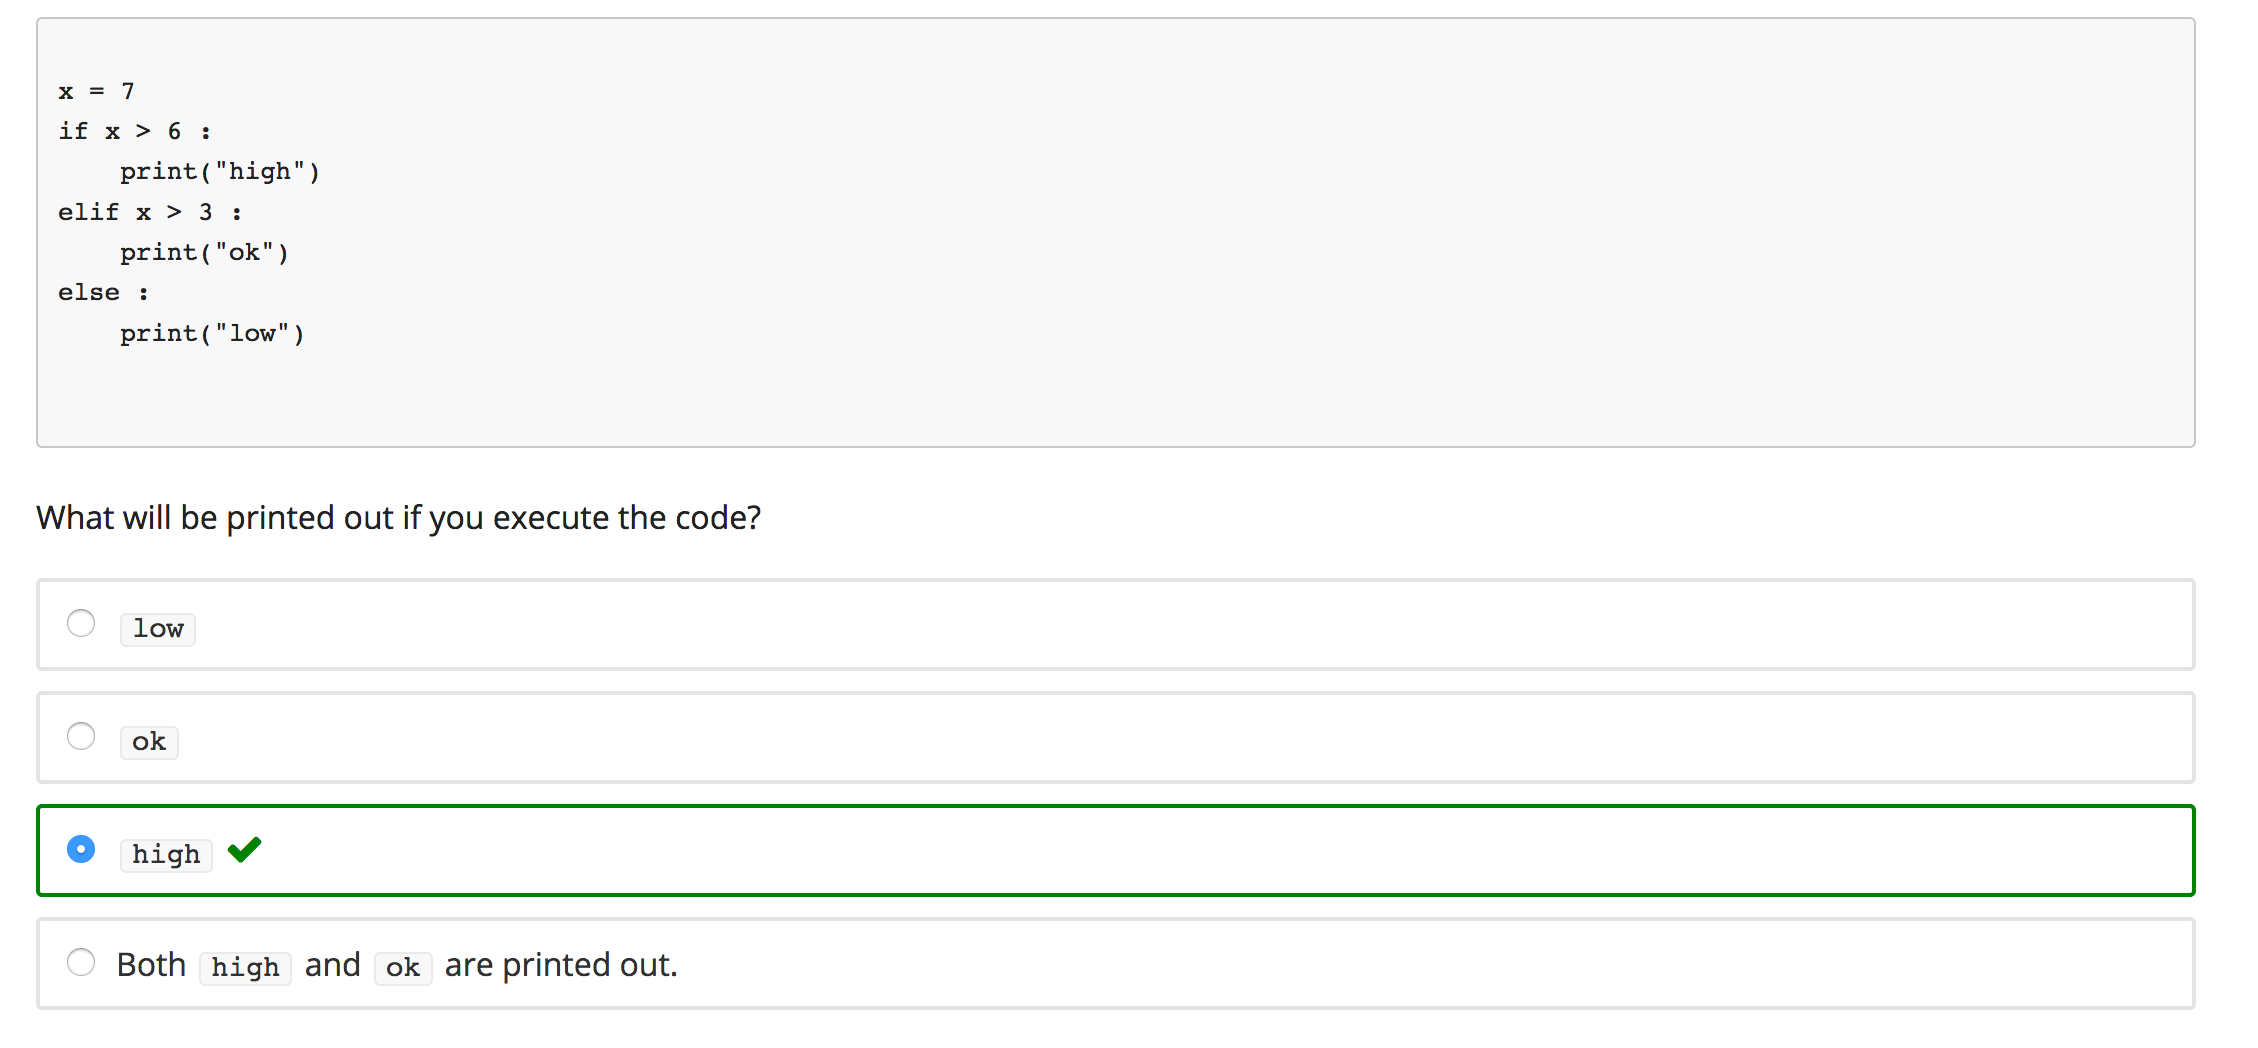 x = 7
if x > 6 :
    print("high")
elif x > 3 :
    print("ok")
else :
    print("low")
What will be printed out if you execute the code?
low
ok
high
Both high and ok are printed out.